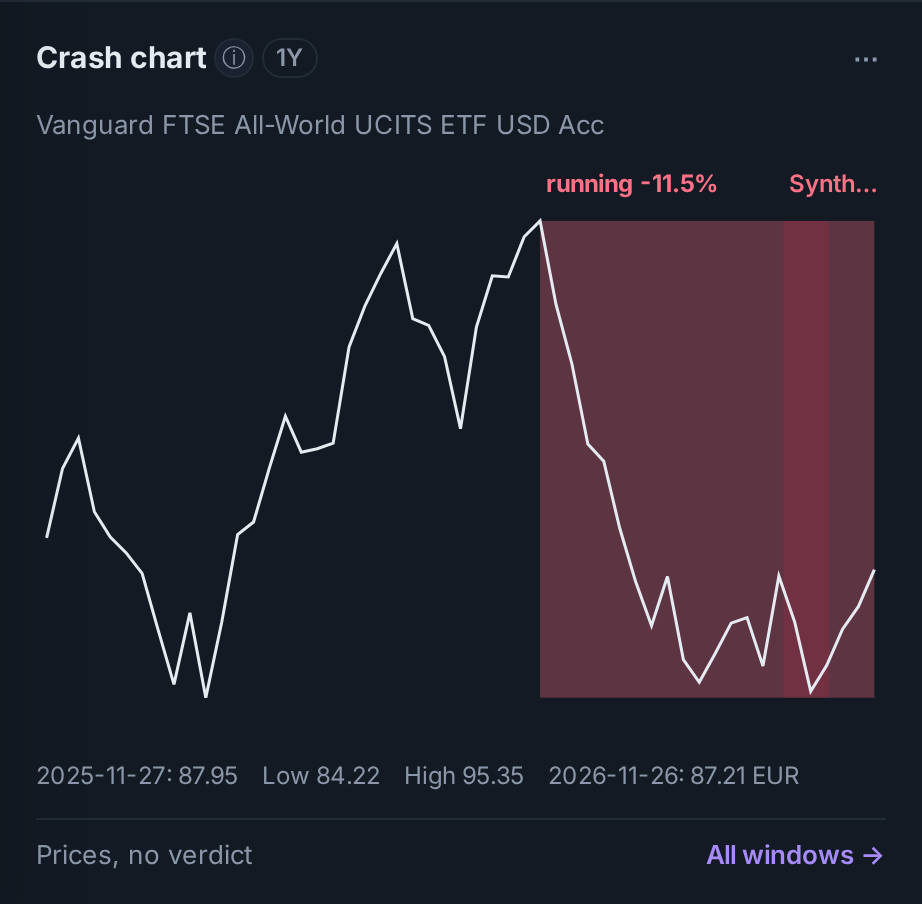 Crash chart ⓘ 1Y ...
Vanguard FTSE All-World UCITS ETF USD Acc
running -11.5% Synth...
2025-11-27: 87.95 Low 84.22 High 95.35 2026-11-26: 87.21 EUR
Prices, no verdict All windows →